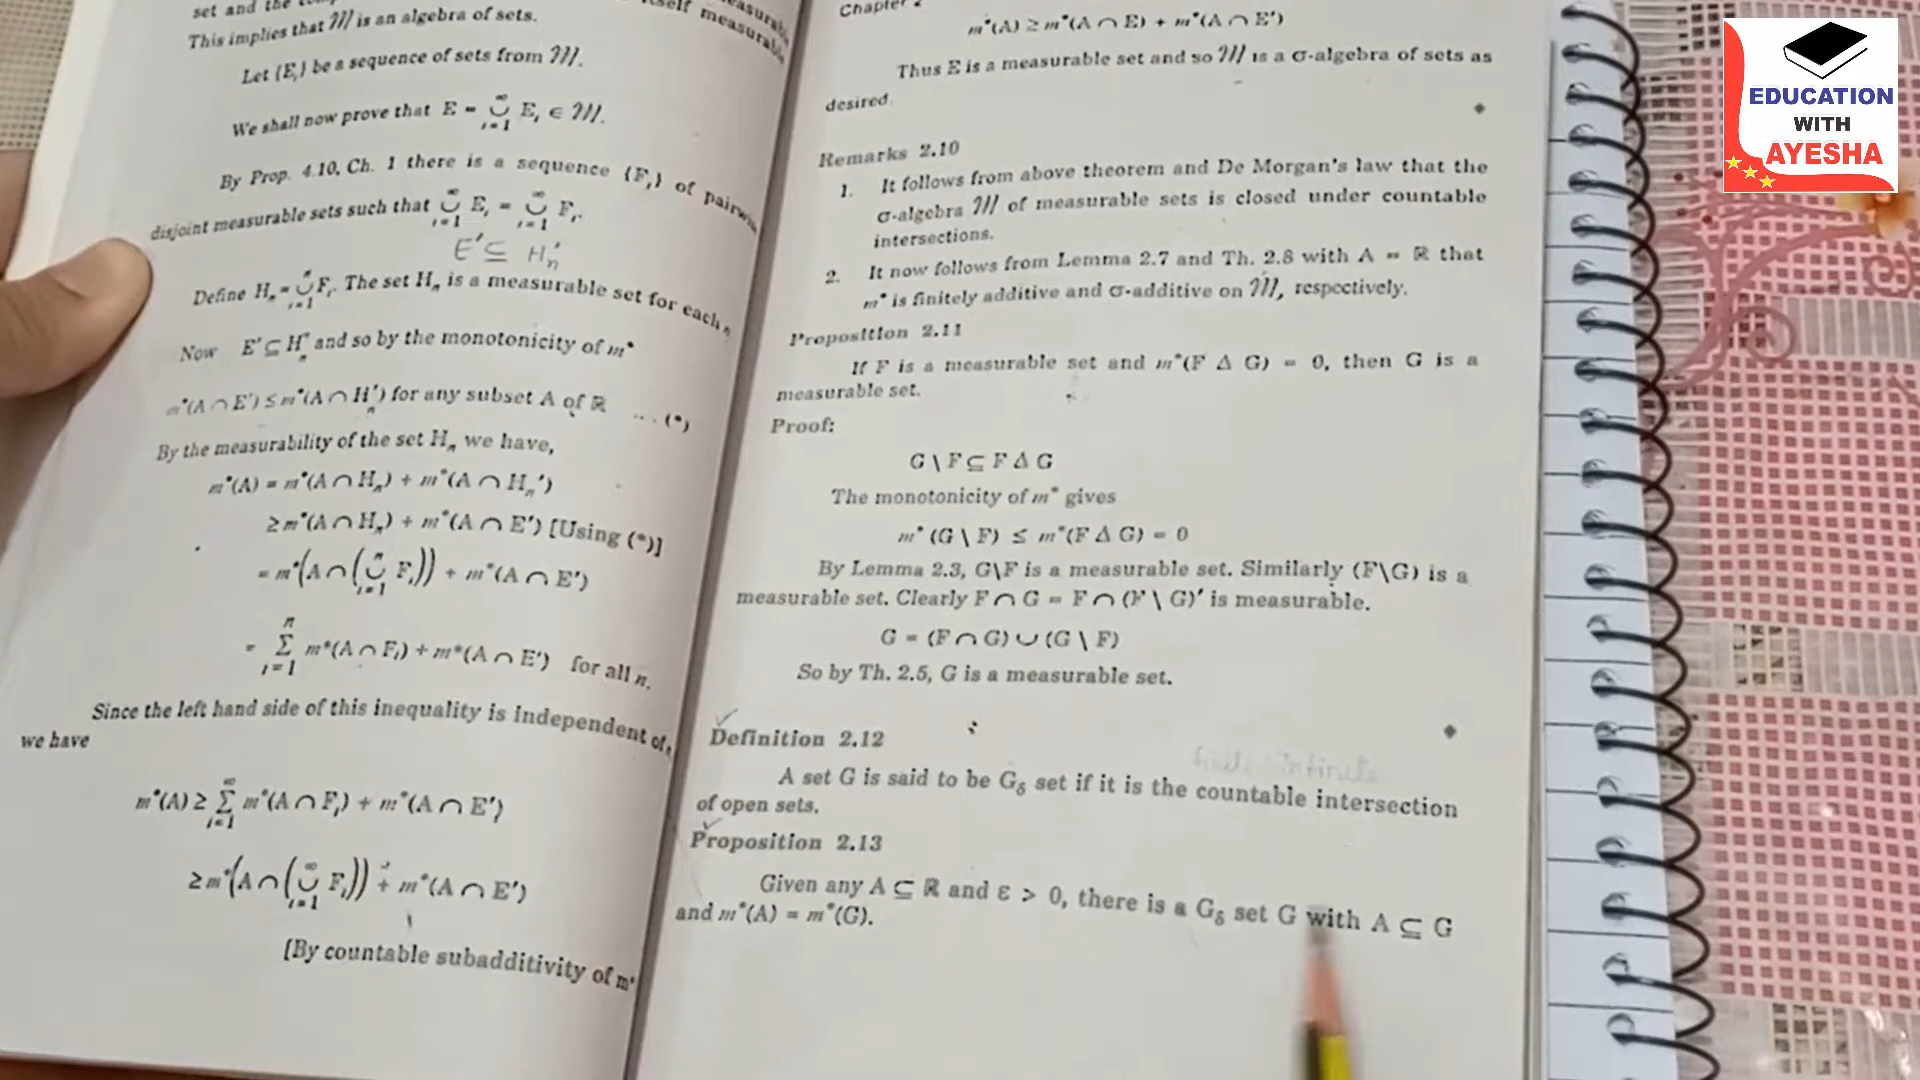 set and the
This implies that 𝔐 is an algebra of sets.
Let {Eᵢ} be a sequence of sets from 𝔐.
We shall now prove that E = ∪_{i=1}^{∞} Eᵢ ∈ 𝔐.
By Prop. 4.10, Ch. 1 there is a sequence {Fᵢ} of
disjoint measurable sets such that ∪_{i=1}^{∞} Eᵢ = ∪_{i=1}^{∞} Fᵢ.
E′ ⊆ Hₙ′
Define Hₙ = ∪_{i=1}^{n} Fᵢ. The set Hₙ is a measurable set for each n
Now E′ ⊆ Hₙ′ and so by the monotonicity of m*
m*(A ∩ E′) ≤ m*(A ∩ Hₙ′) for any subset A of ℝ ... (*)
By the measurability of the set Hₙ we have,
m*(A) = m*(A ∩ Hₙ) + m*(A ∩ Hₙ′)
≥ m*(A ∩ Hₙ) + m*(A ∩ E′) [Using (*)]
= m*(A ∩ (∪_{i=1}^{n} Fᵢ)) + m*(A ∩ E′)
= Σ_{i=1}^{n} m*(A ∩ Fᵢ) + m*(A ∩ E′) for all n.
Since the left hand side of this inequality is independent of
we have
m*(A) ≥ Σ_{i=1}^{∞} m*(A ∩ Fᵢ) + m*(A ∩ E′)
≥ m*(A ∩ (∪_{i=1}^{∞} Fᵢ)) + m*(A ∩ E′)
[By countable subadditivity of m*
Chapter 2
m*(A) ≥ m*(A ∩ E) + m*(A ∩ E′)
Thus E is a measurable set and so 𝔐 is a σ-algebra of sets as
desired.
Remarks 2.10
1. It follows from above theorem and De Morgan's law that the
σ-algebra 𝔐 of measurable sets is closed under countable
intersections.
2. It now follows from Lemma 2.7 and Th. 2.8 with A = ℝ that
m* is finitely additive and σ-additive on 𝔐, respectively.
Proposition 2.11
If F is a measurable set and m*(F Δ G) = 0, then G is a
measurable set.
Proof:
G \ F ⊆ F Δ G
The monotonicity of m* gives
m* (G \ F) ≤ m*(F Δ G) = 0
By Lemma 2.3, G\F is a measurable set. Similarly (F\G) is a
measurable set. Clearly F ∩ G = F ∩ (F \ G)′ is measurable.
G = (F ∩ G) ∪ (G \ F)
So by Th. 2.5, G is a measurable set.
Definition 2.12
A set G is said to be G_δ set if it is the countable intersection
of open sets.
Proposition 2.13
Given any A ⊆ ℝ and ε > 0, there is a G_δ set G with A ⊆ G
and m*(A) = m*(G).
EDUCATION
WITH
AYESHA